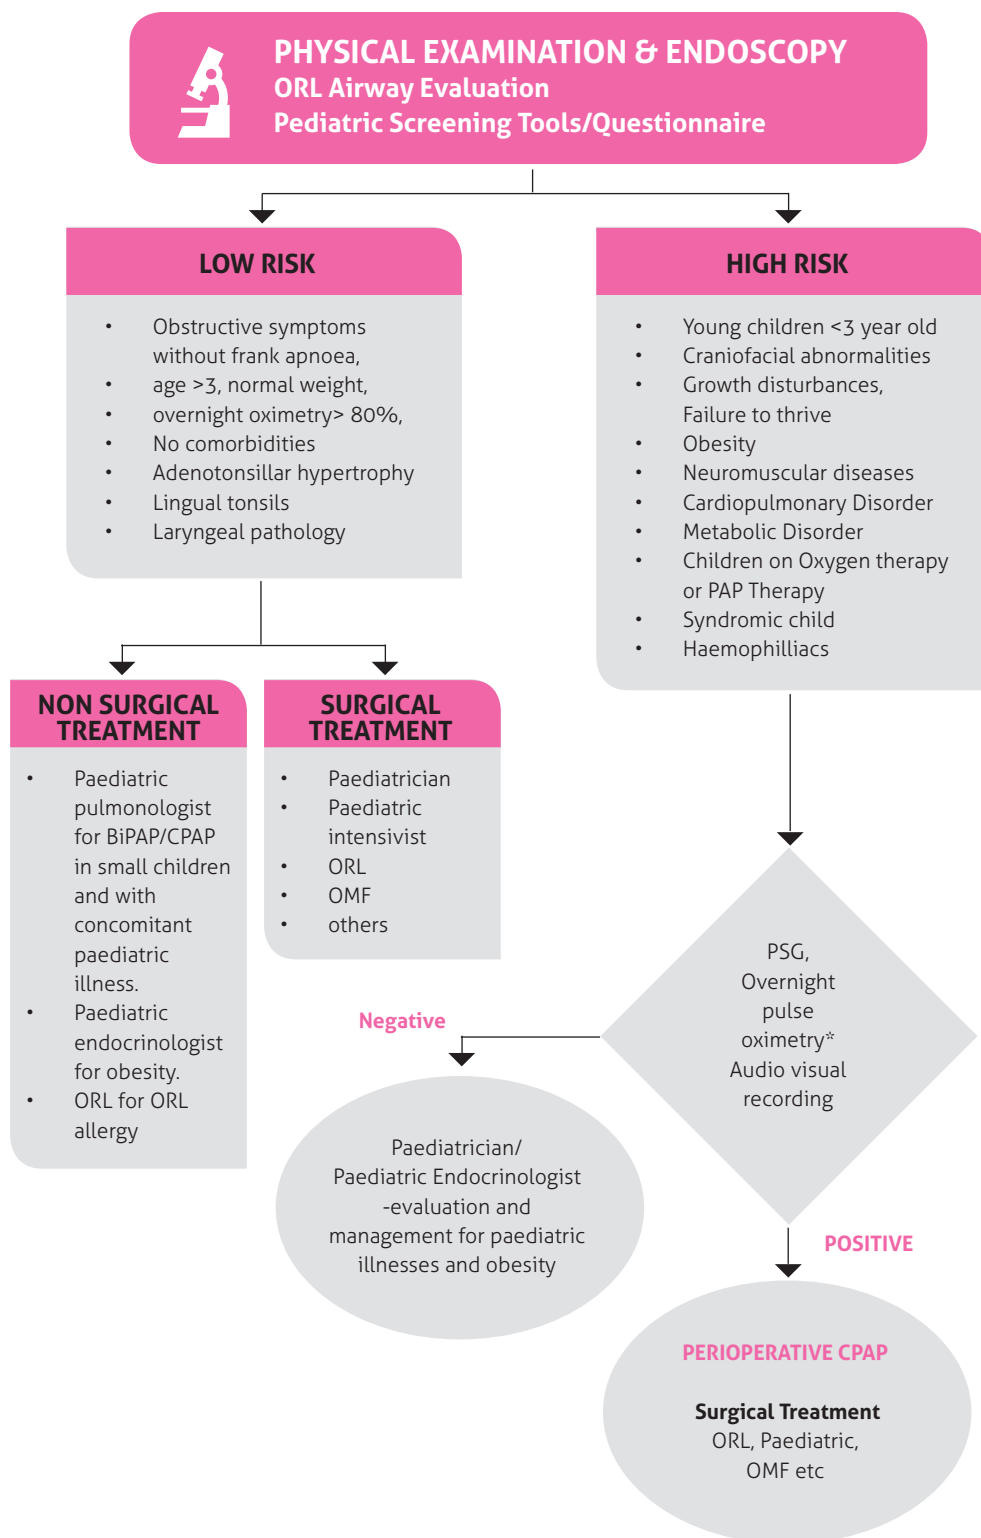 PHYSICAL EXAMINATION & ENDOSCOPY
ORL Airway Evaluation
Pediatric Screening Tools/Questionnaire
LOW RISK
• Obstructive symptoms
without frank apnoea,
• age >3, normal weight,
• overnight oximetry> 80%,
• No comorbidities
• Adenotonsillar hypertrophy
• Lingual tonsils
• Laryngeal pathology
HIGH RISK
• Young children <3 year old
• Craniofacial abnormalities
• Growth disturbances,
Failure to thrive
• Obesity
• Neuromuscular diseases
• Cardiopulmonary Disorder
• Metabolic Disorder
• Children on Oxygen therapy
or PAP Therapy
• Syndromic child
• Haemophilliacs
NON SURGICAL
TREATMENT
• Paediatric
pulmonologist
for BiPAP/CPAP
in small children
and with
concomitant
paediatric
illness.
• Paediatric
endocrinologist
for obesity.
• ORL for ORL
allergy
SURGICAL
TREATMENT
• Paediatrician
• Paediatric
intensivist
• ORL
• OMF
• others
PSG,
Overnight
pulse
oximetry*
Audio visual
recording
Negative
Paediatrician/
Paediatric Endocrinologist
-evaluation and
management for paediatric
illnesses and obesity
POSITIVE
PERIOPERATIVE CPAP
Surgical Treatment
ORL, Paediatric,
OMF etc